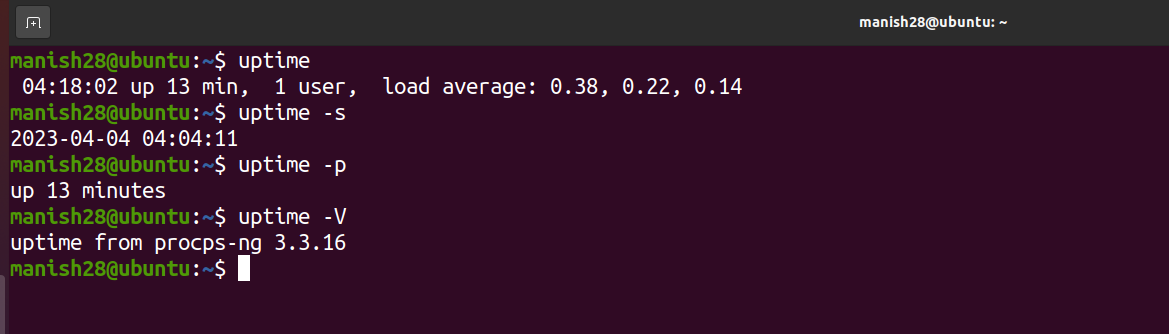 manish28@ubuntu: ~
manish28@ubuntu:~$ uptime
 04:18:02 up 13 min,  1 user,  load average: 0.38, 0.22, 0.14
manish28@ubuntu:~$ uptime -s
2023-04-04 04:04:11
manish28@ubuntu:~$ uptime -p
up 13 minutes
manish28@ubuntu:~$ uptime -V
uptime from procps-ng 3.3.16
manish28@ubuntu:~$